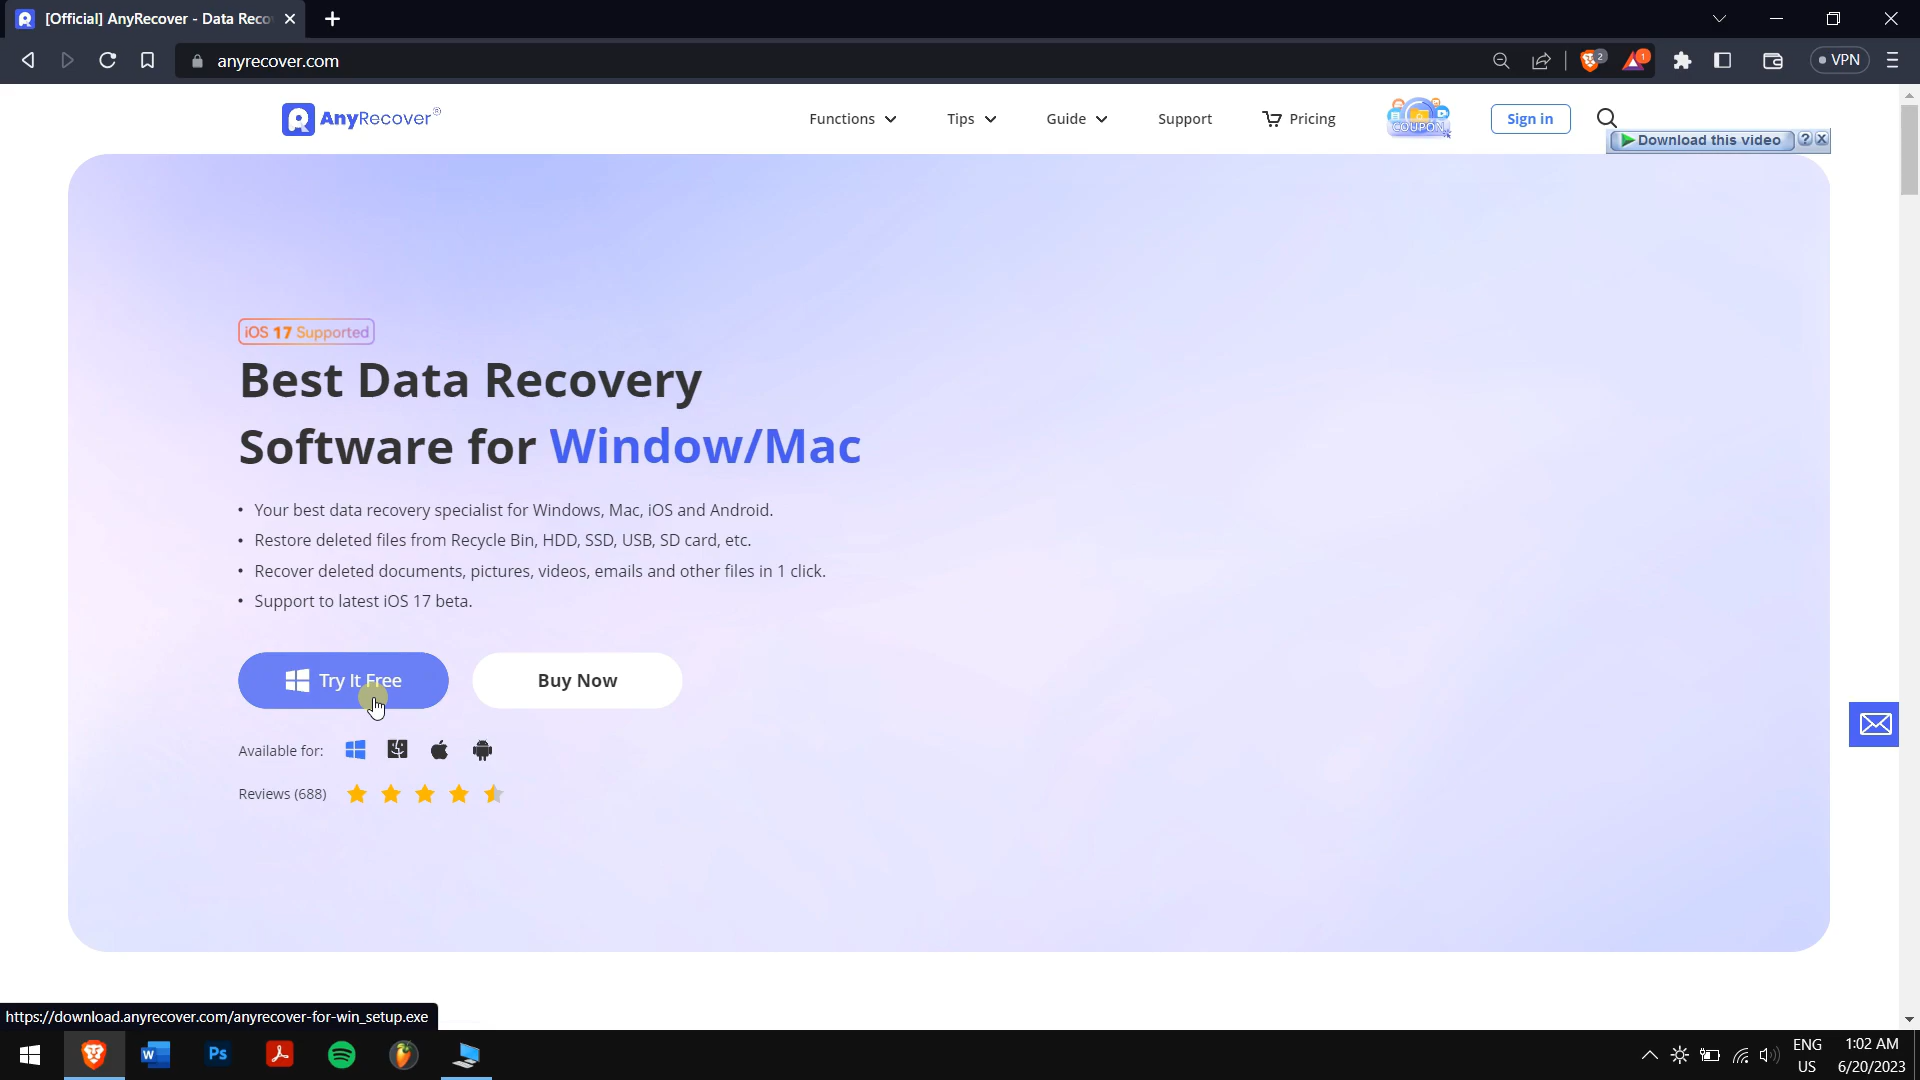 [Official] AnyRecover - Data Reco
anyrecover.com
2
1
VPN
AnyRecover®
Functions
Tips
Guide
Support
Pricing
COUPON
Sign in
Download this video
iOS 17 Supported
Best Data Recovery
Software for Window/Mac
• Your best data recovery specialist for Windows, Mac, iOS and Android.
• Restore deleted files from Recycle Bin, HDD, SSD, USB, SD card, etc.
• Recover deleted documents, pictures, videos, emails and other files in 1 click.
• Support to latest iOS 17 beta.
Try It Free
Buy Now
Available for:
Reviews (688)
https://download.anyrecover.com/anyrecover-for-win_setup.exe
W
Ps
ENG
US
1:02 AM
6/20/2023